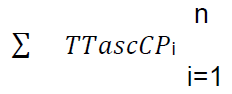 n
∑ TTascCPi
i=1